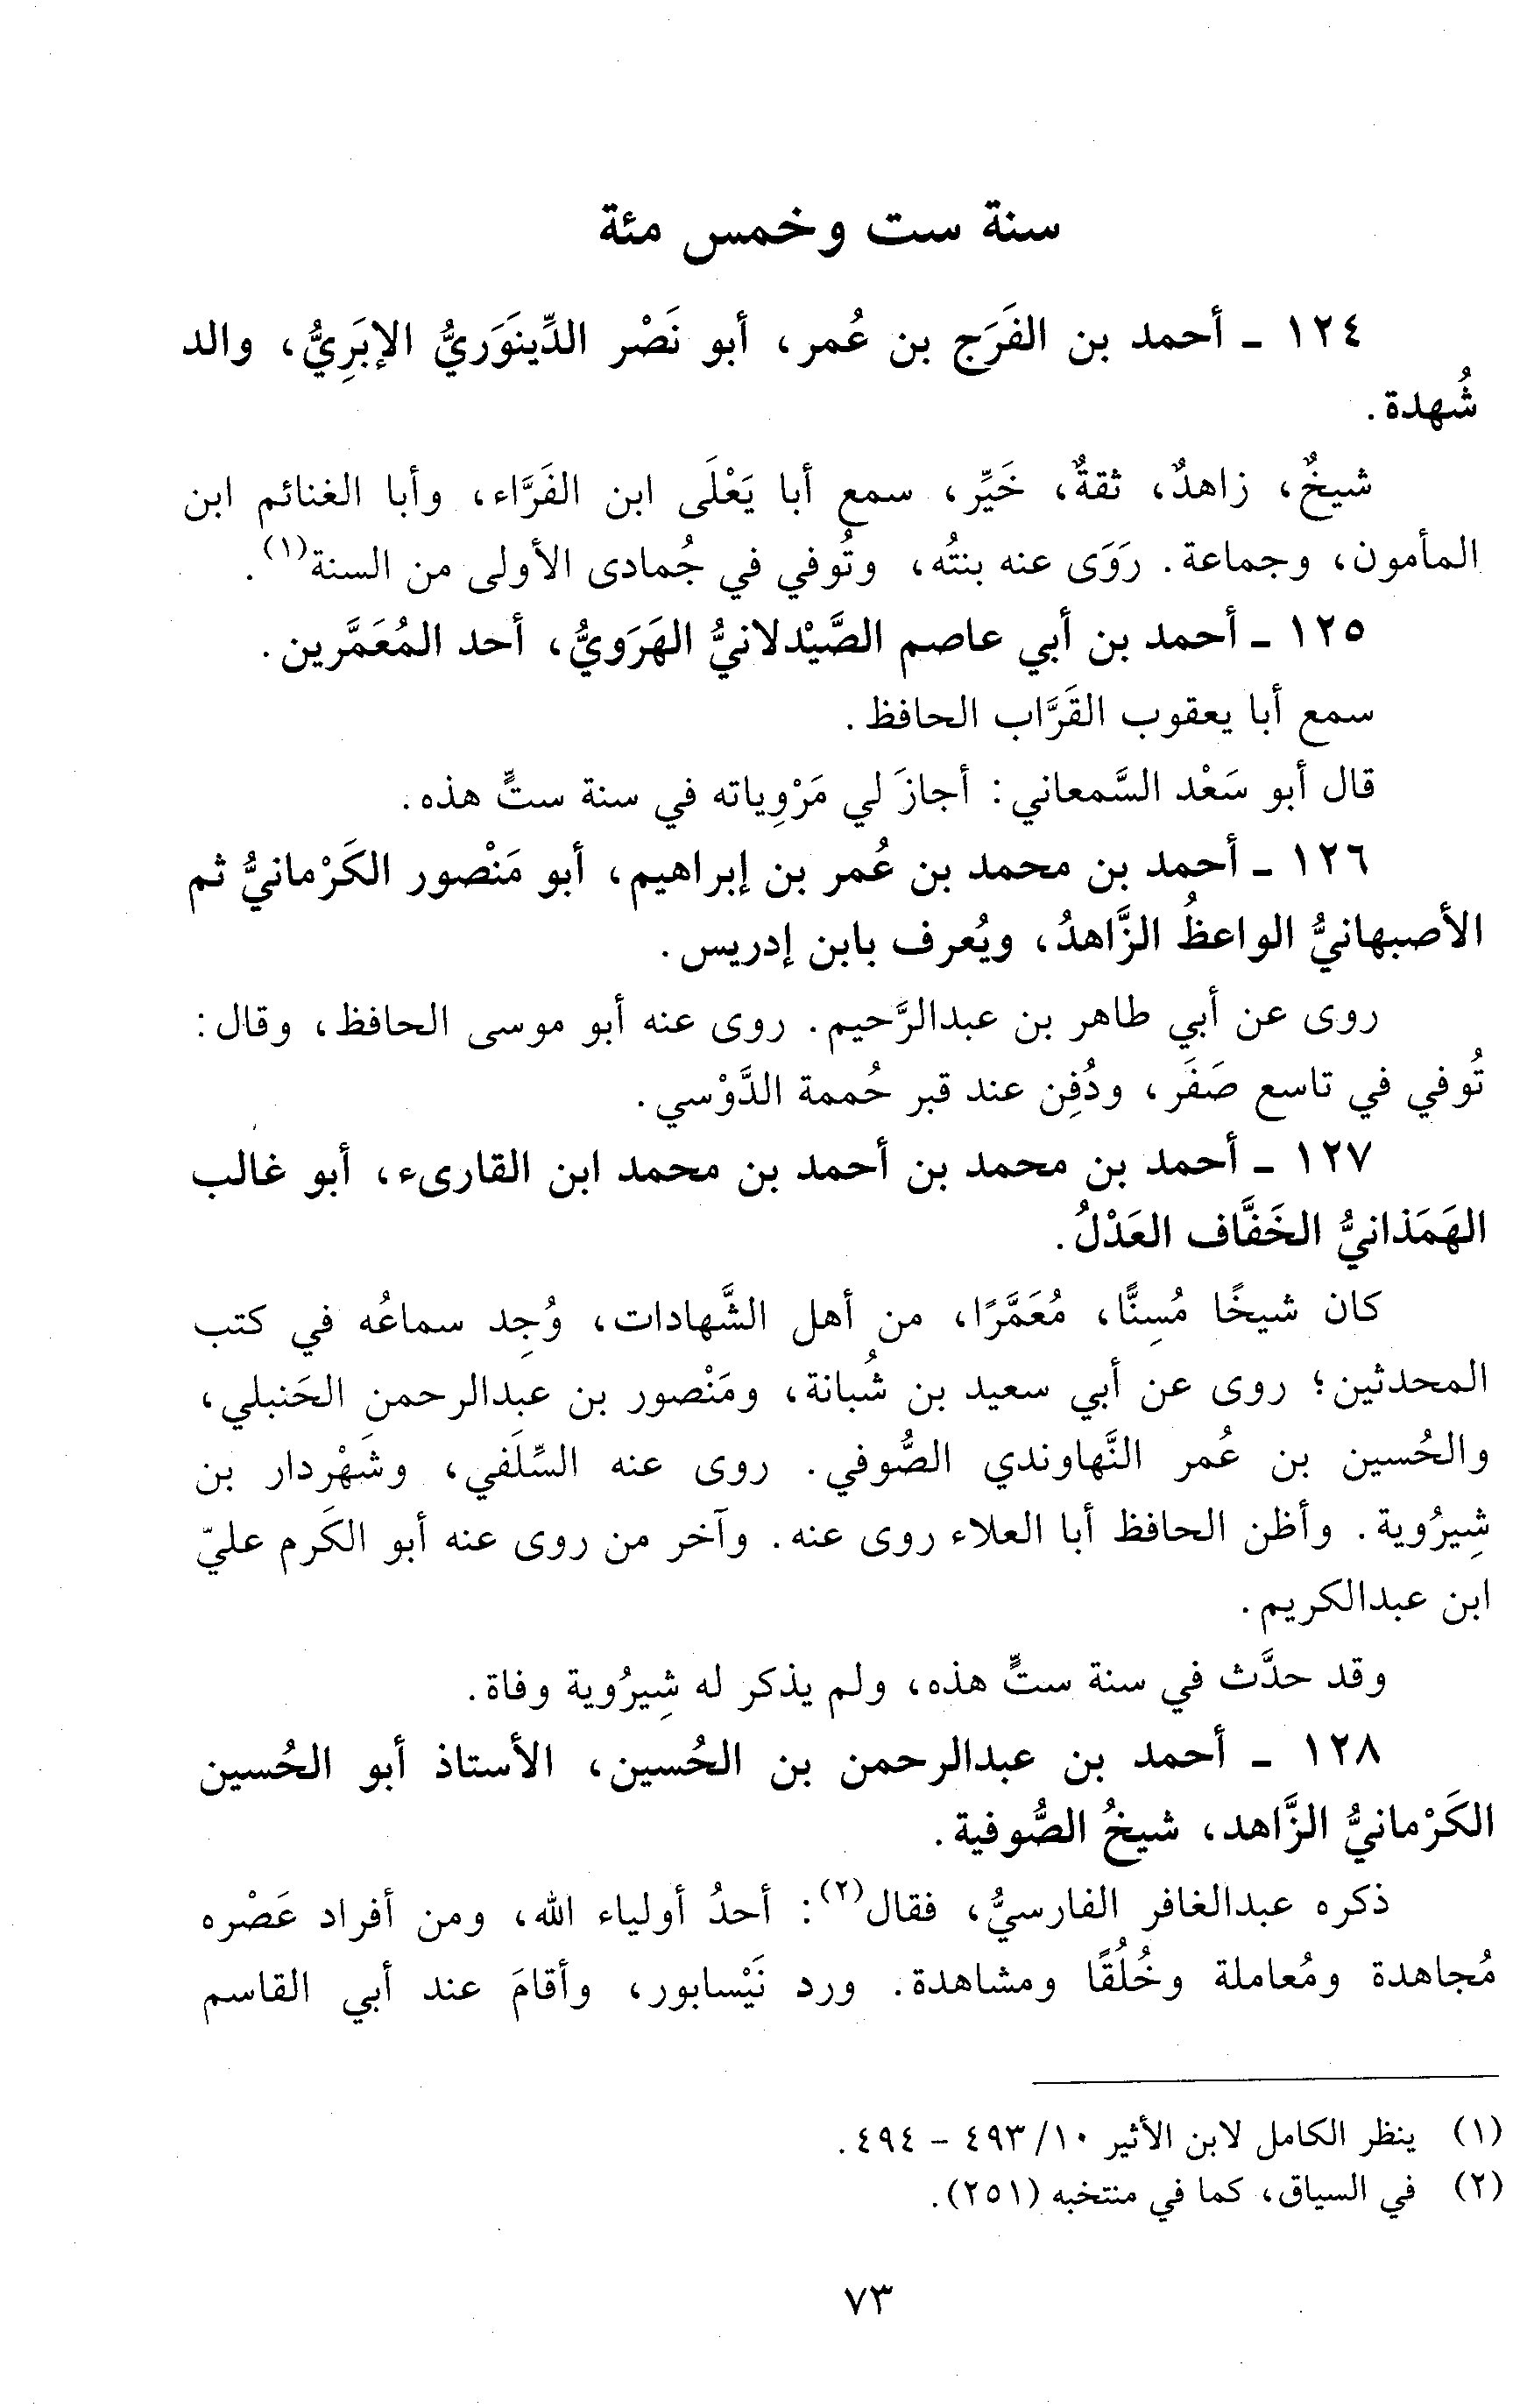 سنة ست وخمس مئة
١٢٤ ـ أحمد بن الفَرَج بن عُمر، أبو نَصْر الدِّينَوَريُّ الإبَرِيُّ، والد
شُهدة.
شيخٌ، زاهدٌ، ثقةٌ، خَيِّر، سمع أبا يَعْلَى ابن الفَرَّاء، وأبا الغنائم ابن
المأمون، وجماعة. رَوَى عنه بنتُه، وتُوفي في جُمادى الأولى من السنة(١).
١٢٥ ـ أحمد بن أبي عاصم الصَّيْدلانيُّ الهَرَويُّ، أحد المُعَمَّرين.
سمع أبا يعقوب القَرَّاب الحافظ.
قال أبو سَعْد السَّمعاني: أجازَ لي مَرْوِياته في سنة ستٍّ هذه.
١٢٦ ـ أحمد بن محمد بن عُمر بن إبراهيم، أبو مَنْصور الكَرْمانيُّ ثم
الأصبهانيُّ الواعظُ الزَّاهدُ، ويُعرف بابن إدريس.
روى عن أبي طاهر بن عبدالرَّحيم. روى عنه أبو موسى الحافظ، وقال:
تُوفي في تاسع صَفَر، ودُفِن عند قبر حُممة الدَّوْسي.
١٢٧ ـ أحمد بن محمد بن أحمد بن محمد ابن القارىء، أبو غالب
الهَمَذانيُّ الخَفَّاف العَدْلُ.
كان شيخًا مُسِنًّا، مُعَمَّرًا، من أهل الشَّهادات، وُجِد سماعُه في كتب
المحدثين؛ روى عن أبي سعيد بن شُبانة، ومَنْصور بن عبدالرحمن الحَنبلي،
والحُسين بن عُمر النَّهاوندي الصُّوفي. روى عنه السِّلَفي، وشَهْردار بن
شِيرُوية. وأظن الحافظ أبا العلاء روى عنه. وآخر من روى عنه أبو الكَرم عليّ
ابن عبدالكريم.
وقد حدَّث في سنة ستٍّ هذه، ولم يذكر له شِيرُوية وفاة.
١٢٨ ـ أحمد بن عبدالرحمن بن الحُسين، الأستاذ أبو الحُسين
الكَرْمانيُّ الزَّاهد، شيخُ الصُّوفية.
ذكره عبدالغافر الفارسيُّ، فقال(٢): أحدُ أولياء الله، ومن أفراد عَصْره
مُجاهدة ومُعاملة وخُلُقًا ومشاهدة. ورد نَيْسابور، وأقامَ عند أبي القاسم
(١) ينظر الكامل لابن الأثير ١٠/ ٤٩٣ - ٤٩٤.
(٢) في السياق، كما في منتخبه (٢٥١).
٧٣